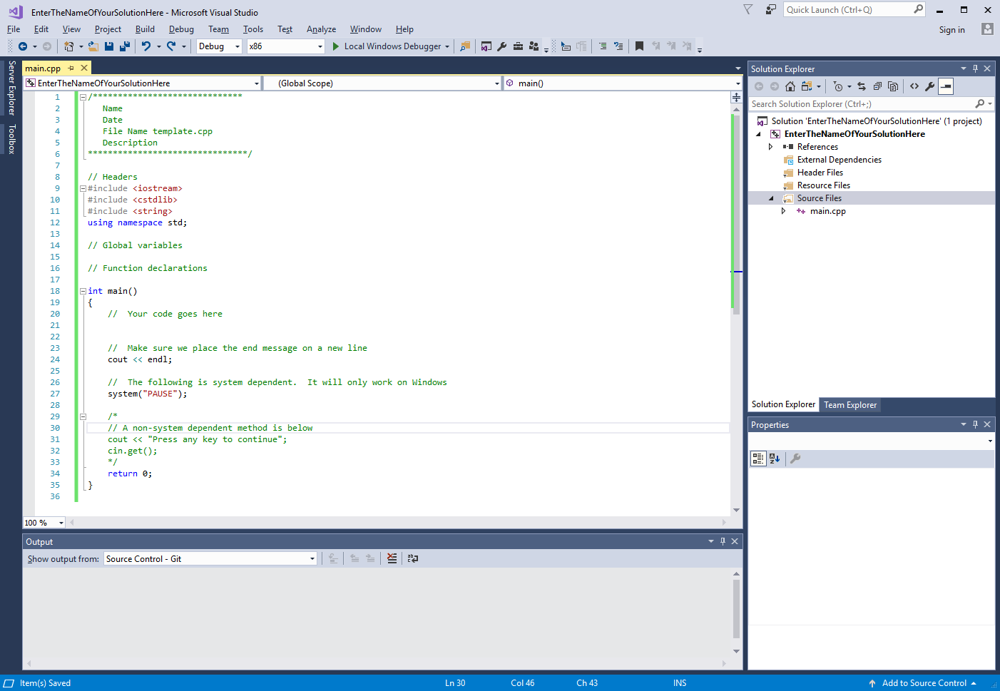 EnterTheNameOfYourSolutionHere - Microsoft Visual Studio
Quick Launch (Ctrl+Q)
File Edit View Project Build Debug Team Tools Test Analyze Window Help
Sign in
Debug x86 Local Windows Debugger
Server Explorer
Toolbox
main.cpp
EnterTheNameOfYourSolutionHere (Global Scope) main()
1 /******************************
2 Name
3 Date
4 File Name template.cpp
5 Description
6 ********************************/
7
8 // Headers
9 #include <iostream>
10 #include <cstdlib>
11 #include <string>
12 using namespace std;
13
14 // Global variables
15
16 // Function declarations
17
18 int main()
19 {
20 //  Your code goes here
21
22
23 //  Make sure we place the end message on a new line
24 cout << endl;
25
26 //  The following is system dependent.  It will only work on Windows
27 system("PAUSE");
28
29 /*
30 // A non-system dependent method is below
31 cout << "Press any key to continue";
32 cin.get();
33 */
34 return 0;
35 }
36
100 %
Output
Show output from: Source Control - Git
Solution Explorer
Search Solution Explorer (Ctrl+;)
Solution 'EnterTheNameOfYourSolutionHere' (1 project)
EnterTheNameOfYourSolutionHere
References
External Dependencies
Header Files
Resource Files
Source Files
main.cpp
Solution Explorer Team Explorer
Properties
Item(s) Saved Ln 30 Col 46 Ch 43 INS Add to Source Control